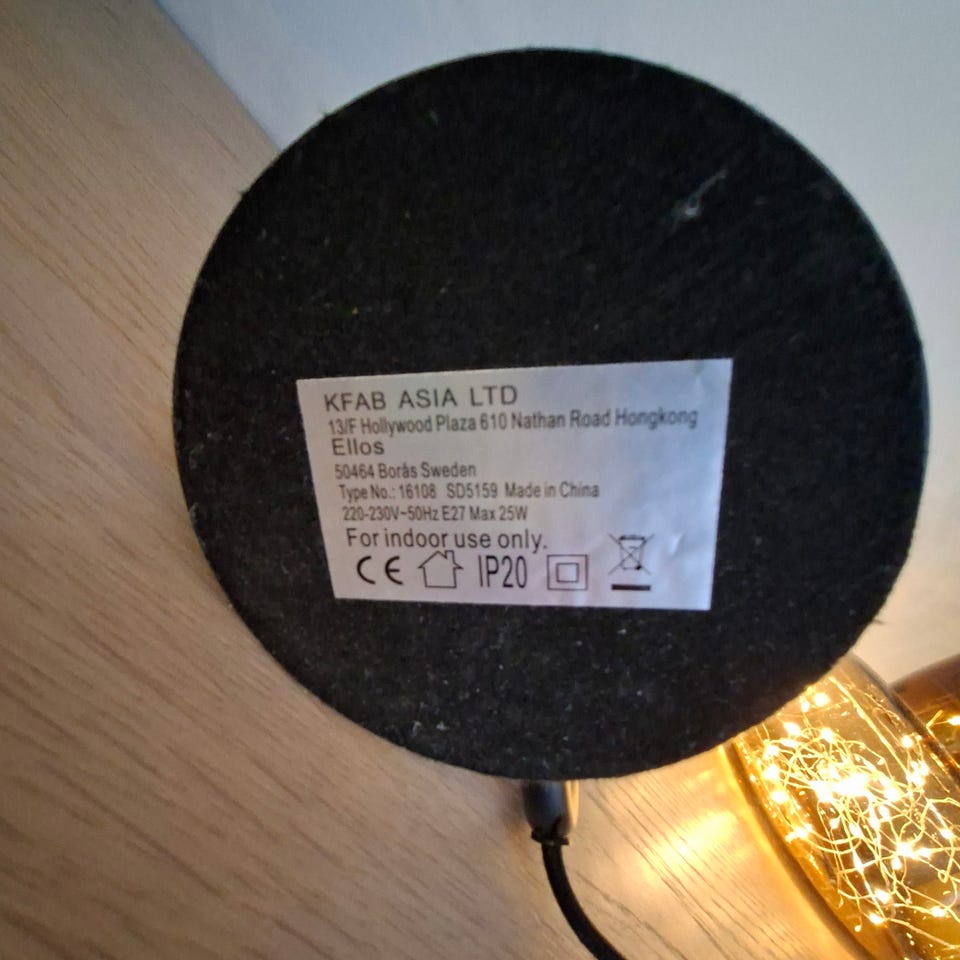 KFAB ASIA LTD
13/F Hollywood Plaza 610 Nathan Road Hongkong
Ellos
50464 Borås Sweden
Type No.: 16108 SD5159 Made in China
220-230V~50Hz E27 Max 25W
For indoor use only.
CE IP20